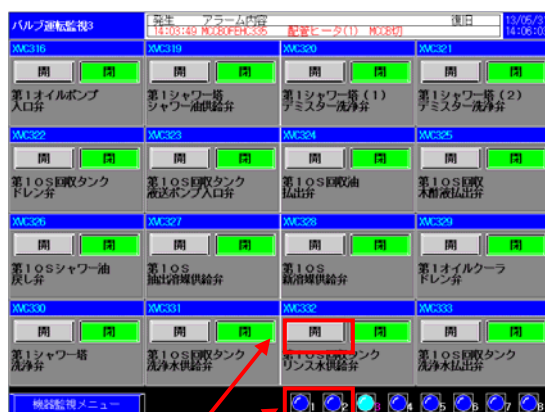 バルブ運転監視3
発生 アラーム内容 復旧
14:03:49 MCCBOFEHC335 配管ヒータ(1) MCCB切
13/05/3
14:06:0
XVC316 XVC319 XVC320 XVC321
開 閉 開 閉 開 閉 開 閉
第1オイルポンプ
入口弁
第1シャワー塔
シャワー油供給弁
第1シャワー塔(1)
デミスター洗浄弁
第1シャワー塔(2)
デミスター洗浄弁
XVC322 XVC323 XVC324 XVC325
開 閉 開 閉 開 閉 開 閉
第1OS回収タンク
ドレン弁
第1OS回収タンク
液送ポンプ入口弁
第1OS回収油
払出弁
第1OS回収
木酢液払出弁
XVC326 XVC327 XVC328 XVC329
開 閉 開 閉 開 閉 開 閉
第1OSシャワー油
戻し弁
第1OS
抽出溶媒供給弁
第1OS
新溶媒供給弁
第1オイルクーラ
ドレン弁
XVC330 XVC331 XVC332 XVC333
開 閉 開 閉 開 閉 開 閉
第1シャワー塔
洗浄弁
第1OS回収タンク
洗浄水供給弁
第1OS回収タンク
リンス水供給弁
第1OS回収タンク
洗浄水払出弁
機器監視メニュー
1 2 3 4 5 6 7 8